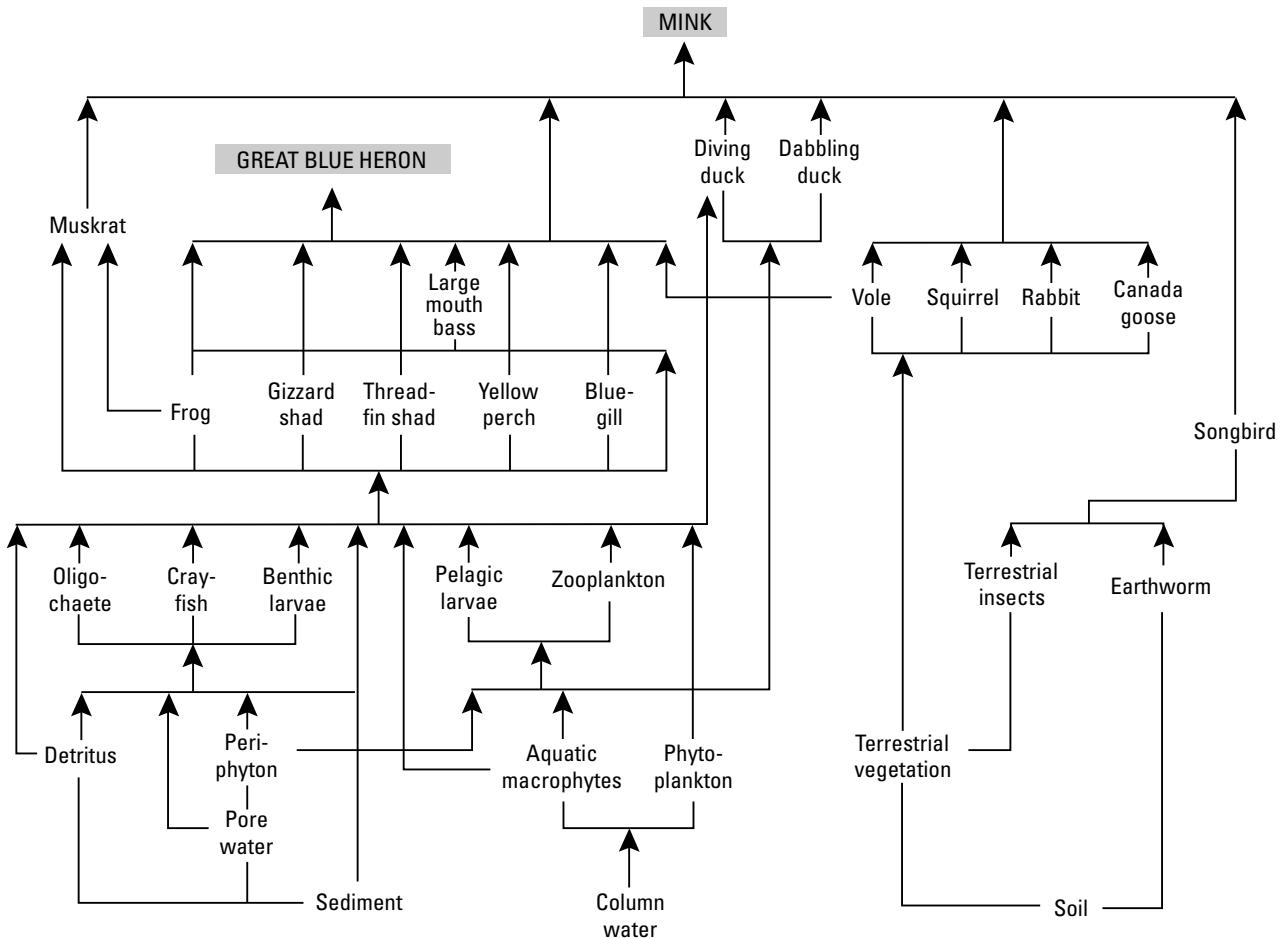 MINK
GREAT BLUE HERON
Diving
duck
Dabbling
duck
Muskrat
Large
mouth
bass
Vole
Squirrel
Rabbit
Canada
goose
Frog
Gizzard
shad
Thread-
fin shad
Yellow
perch
Blue-
gill
Songbird
Oligo-
chaete
Cray-
fish
Benthic
larvae
Pelagic
larvae
Zooplankton
Terrestrial
insects
Earthworm
Detritus
Peri-
phyton
Aquatic
macrophytes
Phyto-
plankton
Terrestrial
vegetation
Pore
water
Sediment
Column
water
Soil